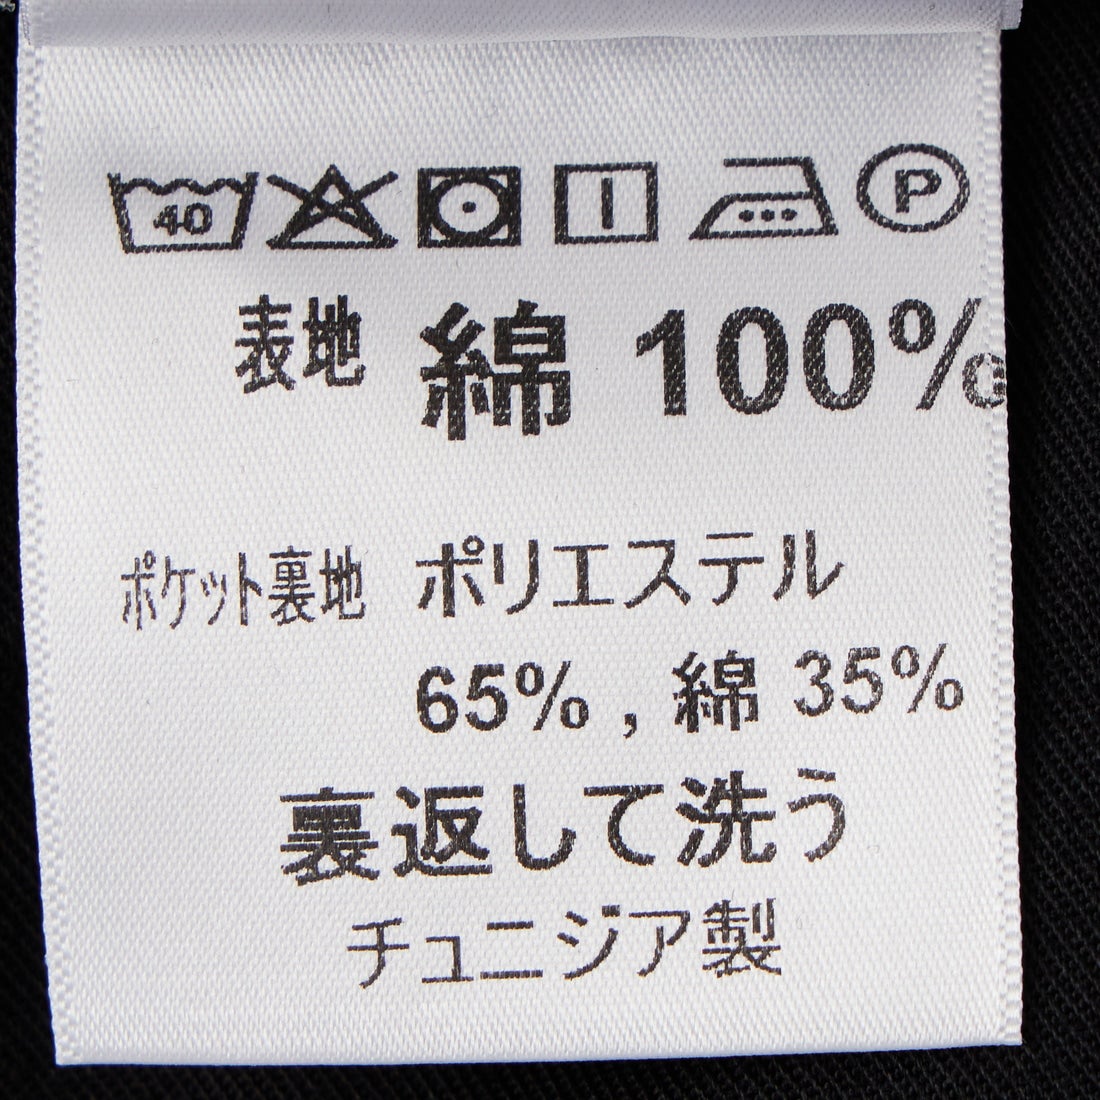 40 P
表地 綿 100%
ポケット裏地 ポリエステル
65% , 綿 35%
裏返して洗う
チュニジア製